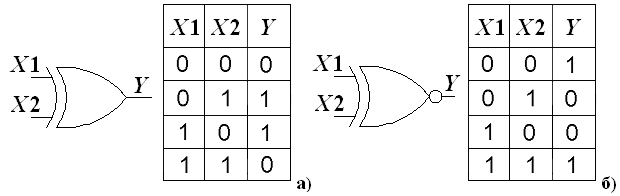 X1
X2
Y
X1 X2 Y
0 0 0
0 1 1
1 0 1
1 1 0
а)
X1
X2
Y
X1 X2 Y
0 0 1
0 1 0
1 0 0
1 1 1
б)